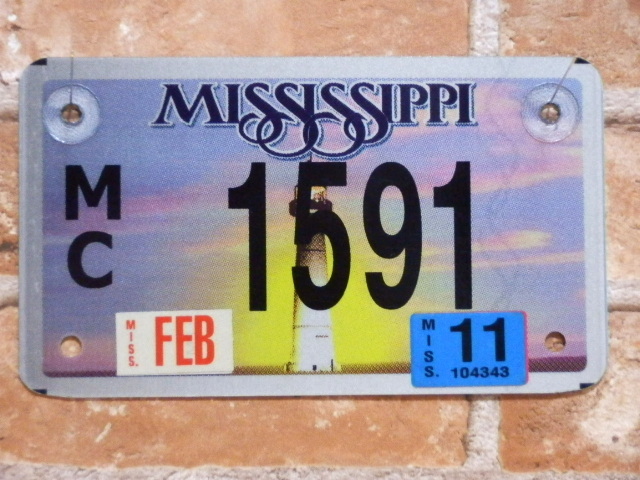 MISSISSIPPI
MC
1591
MISS.
FEB
MISS.
11
104343